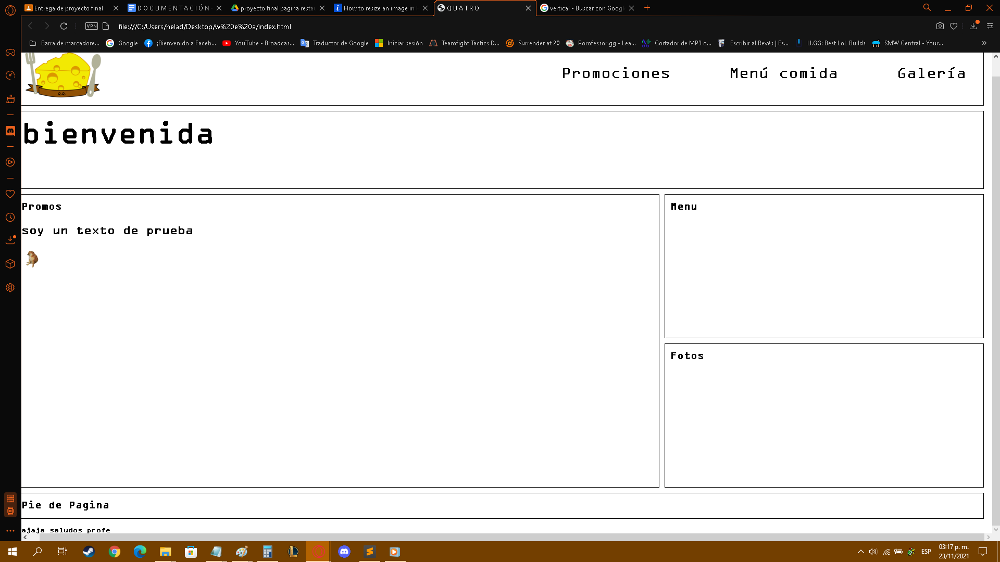 Entrega de proyecto final
D O C U M E N T A C I Ó N
proyecto final pagina restau
How to resize an image in H
Q U A T R O
vertical - Buscar con Google
VPN
file:///C:/Users/helad/Desktop/w%20e%20a/index.html
Barra de marcadore...
Google
¡Bienvenido a Faceb...
YouTube - Broadcas...
Traductor de Google
Iniciar sesión
Teamfight Tactics D...
Surrender at 20
Porofessor.gg - Lea...
Cortador de MP3 o...
Escribir al Revés | Es...
U.GG: Best LoL Builds
SMW Central - Your...
Q.Q.
Promociones
Menú comida
Galería
bienvenida
Promos
soy un texto de prueba
Menu
Fotos
Pie de Pagina
ajaja saludos profe
ESP
03:17 p. m.
23/11/2021